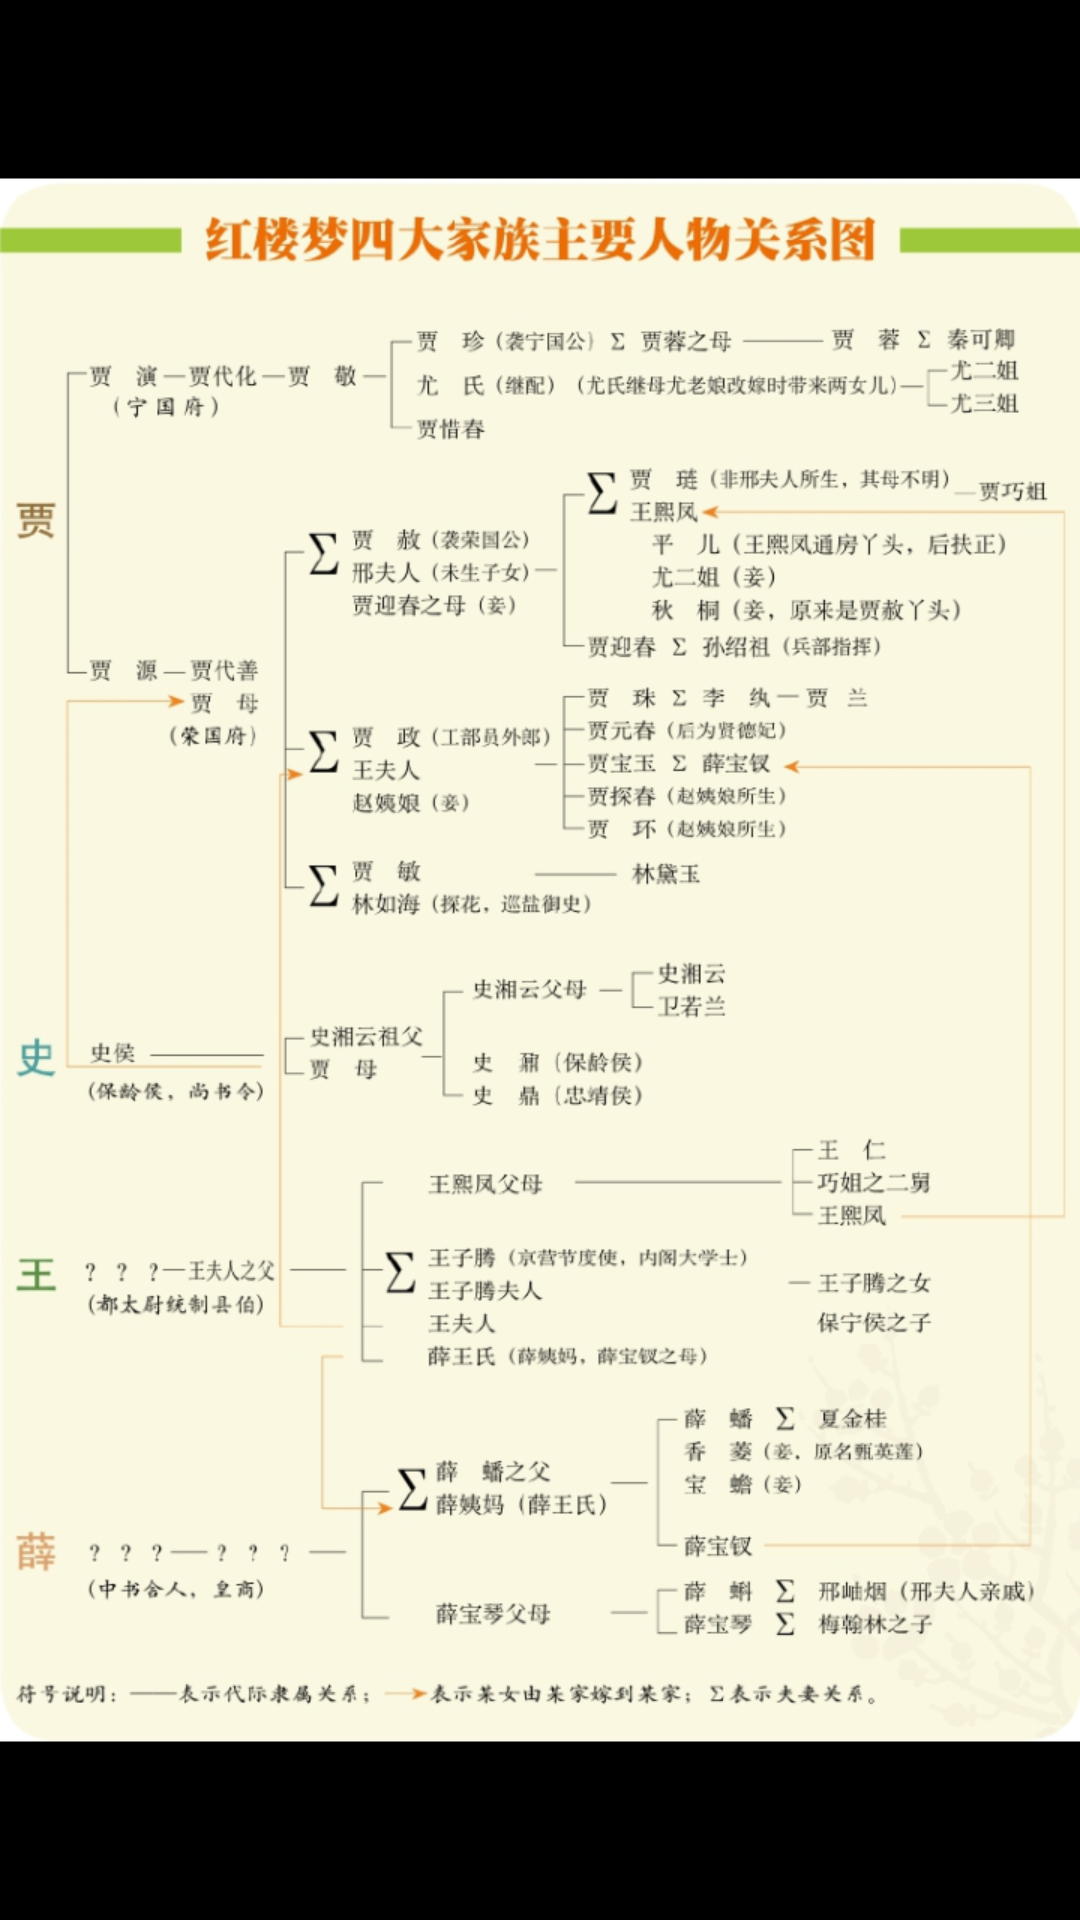 红楼梦四大家族主要人物关系图
贾 珍（袭宁国公） Σ 贾蓉之母 —— 贾 蓉 Σ 秦可卿
贾 演—贾代化—贾 敬—
（宁国府）
尤 氏（继配）（尤氏继母尤老娘改嫁时带来两女儿）—
尤二姐
尤三姐
贾惜春
贾
Σ 贾 琏（非邢夫人所生，其母不明）—贾巧姐
王熙凤
平 儿（王熙凤通房丫头，后扶正）
尤二姐（妾）
秋 桐（妾，原来是贾赦丫头）
Σ 贾 赦（袭荣国公）
邢夫人（未生子女）—
贾迎春之母（妾）
贾迎春 Σ 孙绍祖（兵部指挥）
贾 源—贾代善
贾 母
（荣国府）
贾 珠 Σ 李 纨—贾 兰
贾元春（后为贤德妃）
Σ 贾 政（工部员外郎）
王夫人 —
贾宝玉 Σ 薛宝钗
赵姨娘（妾）
贾探春（赵姨娘所生）
贾 环（赵姨娘所生）
Σ 贾 敏 —— 林黛玉
林如海（探花，巡盐御史）
史湘云父母 —
史湘云
卫若兰
史
史侯 ——
（保龄侯，尚书令）
史湘云祖父 —
贾 母
史 鼐（保龄侯）
史 鼎（忠靖侯）
王熙凤父母 ——
王 仁
巧姐之二舅
王熙凤
王
？ ？ ？—王夫人之父 ——
（都太尉统制县伯）
Σ 王子腾（京营节度使，内阁大学士）
王子腾夫人
—王子腾之女
保宁侯之子
王夫人
薛王氏（薛姨妈，薛宝钗之母）
薛 蟠 Σ 夏金桂
香 菱（妾，原名甄英莲）
宝 蟾（妾）
Σ 薛 蟠之父
薛姨妈（薛王氏）
薛宝钗
薛
？ ？ ？——？ ？ ？ ——
（中书舍人，皇商）
薛宝琴父母 —
薛 蝌 Σ 邢岫烟（邢夫人亲戚）
薛宝琴 Σ 梅翰林之子
符号说明：——表示代际隶属关系；→表示某女由某家嫁到某家；Σ表示夫妻关系。